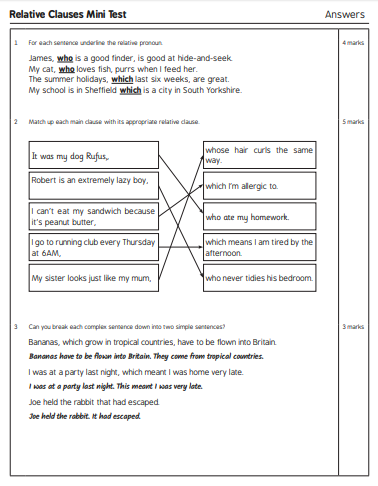 Relative Clauses Mini Test
Answers
1 For each sentence underline the relative pronoun.
4 marks
James, who is a good finder, is good at hide-and-seek.
My cat, who loves fish, purrs when I feed her.
The summer holidays, which last six weeks, are great.
My school is in Sheffield which is a city in South Yorkshire.
2 Match up each main clause with its appropriate relative clause.
5 marks
It was my dog Rufus,,
Robert is an extremely lazy boy,
I can't eat my sandwich because
it's peanut butter,
I go to running club every Thursday
at 6AM,
My sister looks just like my mum,
whose hair curls the same
way.
which I'm allergic to.
who ate my homework.
which means I am tired by the
afternoon.
who never tidies his bedroom.
3 Can you break each complex sentence down into two simple sentences?
3 marks
Bananas, which grow in tropical countries, have to be flown into Britain.
Bananas have to be flown into Britain. They come from tropical countries.
I was at a party last night, which meant I was home very late.
I was at a party last night. This meant I was very late.
Joe held the rabbit that had escaped.
Joe held the rabbit. It had escaped.